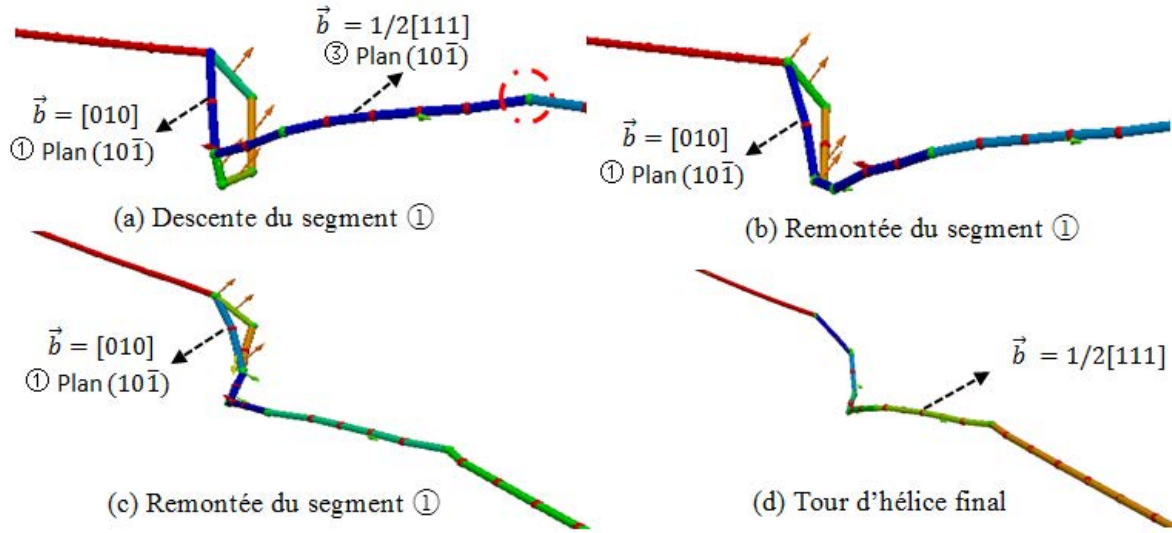 b⃗ = 1/2[111]
③ Plan (101̄)
b⃗ = [010]
① Plan (101̄)
(a) Descente du segment ①
b⃗ = [010]
① Plan (101̄)
(b) Remontée du segment ①
b⃗ = [010]
① Plan (101̄)
(c) Remontée du segment ①
b⃗ = 1/2[111]
(d) Tour d’hélice final